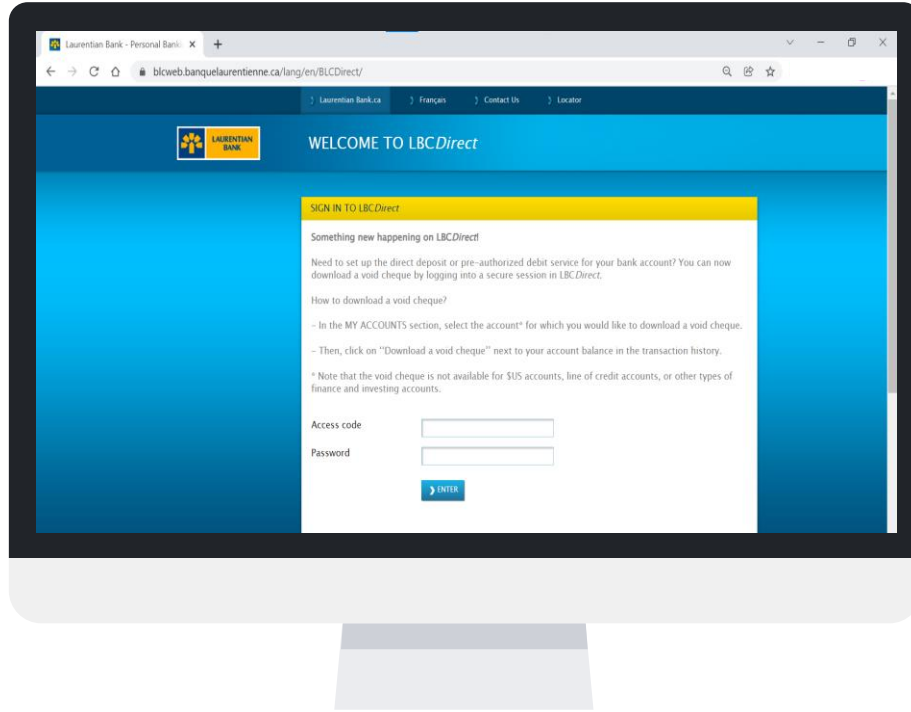 Laurentian Bank - Personal Banki
blcweb.banquelaurentienne.ca/lang/en/BLCDirect/
Laurentian Bank.ca Français Contact Us Locator
LAURENTIAN
BANK
WELCOME TO LBCDirect
SIGN IN TO LBCDirect
Something new happening on LBCDirect!
Need to set up the direct deposit or pre-authorized debit service for your bank account? You can now
download a void cheque by logging into a secure session in LBCDirect.
How to download a void cheque?
- In the MY ACCOUNTS section, select the account* for which you would like to download a void cheque.
- Then, click on "Download a void cheque" next to your account balance in the transaction history.
* Note that the void cheque is not available for $US accounts, line of credit accounts, or other types of
finance and investing accounts.
Access code
Password
ENTER